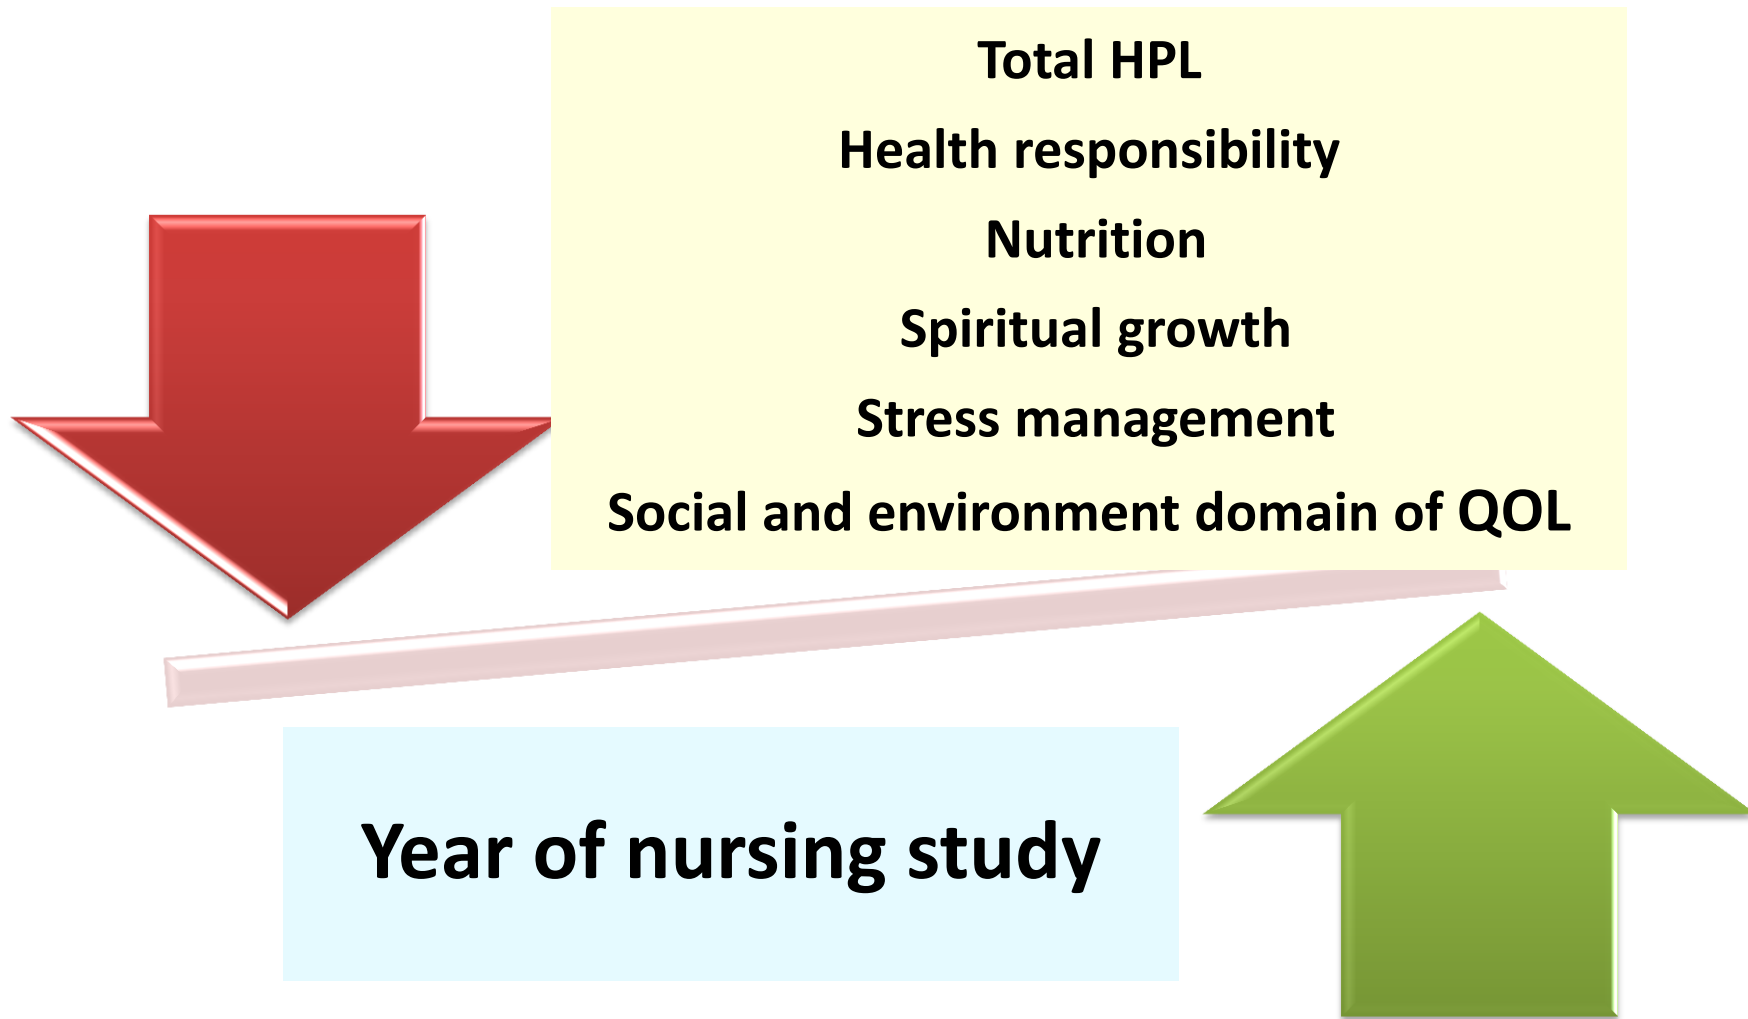 Total HPL
Health responsibility
Nutrition
Spiritual growth
Stress management
Social and environment domain of QOL
Year of nursing study